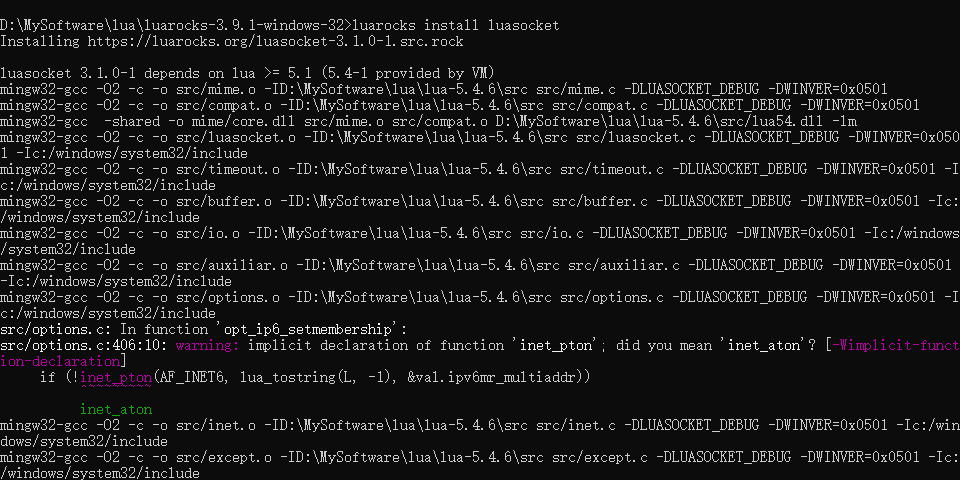 D:\MySoftware\lua\luarocks-3.9.1-windows-32>luarocks install luasocket
Installing https://luarocks.org/luasocket-3.1.0-1.src.rock
luasocket 3.1.0-1 depends on lua >= 5.1 (5.4-1 provided by VM)
mingw32-gcc -O2 -c -o src/mime.o -ID:\MySoftware\lua\lua-5.4.6\src src/mime.c -DLUASOCKET_DEBUG -DWINVER=0x0501
mingw32-gcc -O2 -c -o src/compat.o -ID:\MySoftware\lua\lua-5.4.6\src src/compat.c -DLUASOCKET_DEBUG -DWINVER=0x0501
mingw32-gcc  -shared -o mime/core.dll src/mime.o src/compat.o D:\MySoftware\lua\lua-5.4.6\src/lua54.dll -lm
mingw32-gcc -O2 -c -o src/luasocket.o -ID:\MySoftware\lua\lua-5.4.6\src src/luasocket.c -DLUASOCKET_DEBUG -DWINVER=0x050
1 -Ic:/windows/system32/include
mingw32-gcc -O2 -c -o src/timeout.o -ID:\MySoftware\lua\lua-5.4.6\src src/timeout.c -DLUASOCKET_DEBUG -DWINVER=0x0501 -I
c:/windows/system32/include
mingw32-gcc -O2 -c -o src/buffer.o -ID:\MySoftware\lua\lua-5.4.6\src src/buffer.c -DLUASOCKET_DEBUG -DWINVER=0x0501 -Ic:
/windows/system32/include
mingw32-gcc -O2 -c -o src/io.o -ID:\MySoftware\lua\lua-5.4.6\src src/io.c -DLUASOCKET_DEBUG -DWINVER=0x0501 -Ic:/windows
/system32/include
mingw32-gcc -O2 -c -o src/auxiliar.o -ID:\MySoftware\lua\lua-5.4.6\src src/auxiliar.c -DLUASOCKET_DEBUG -DWINVER=0x0501
-Ic:/windows/system32/include
mingw32-gcc -O2 -c -o src/options.o -ID:\MySoftware\lua\lua-5.4.6\src src/options.c -DLUASOCKET_DEBUG -DWINVER=0x0501 -I
c:/windows/system32/include
src/options.c: In function 'opt_ip6_setmembership':
src/options.c:406:10: warning: implicit declaration of function 'inet_pton'; did you mean 'inet_aton'? [-Wimplicit-funct
ion-declaration]
    if (!inet_pton(AF_INET6, lua_tostring(L, -1), &val.ipv6mr_multiaddr))
         ^~~~~~~~~
         inet_aton
mingw32-gcc -O2 -c -o src/inet.o -ID:\MySoftware\lua\lua-5.4.6\src src/inet.c -DLUASOCKET_DEBUG -DWINVER=0x0501 -Ic:/win
dows/system32/include
mingw32-gcc -O2 -c -o src/except.o -ID:\MySoftware\lua\lua-5.4.6\src src/except.c -DLUASOCKET_DEBUG -DWINVER=0x0501 -Ic:
/windows/system32/include